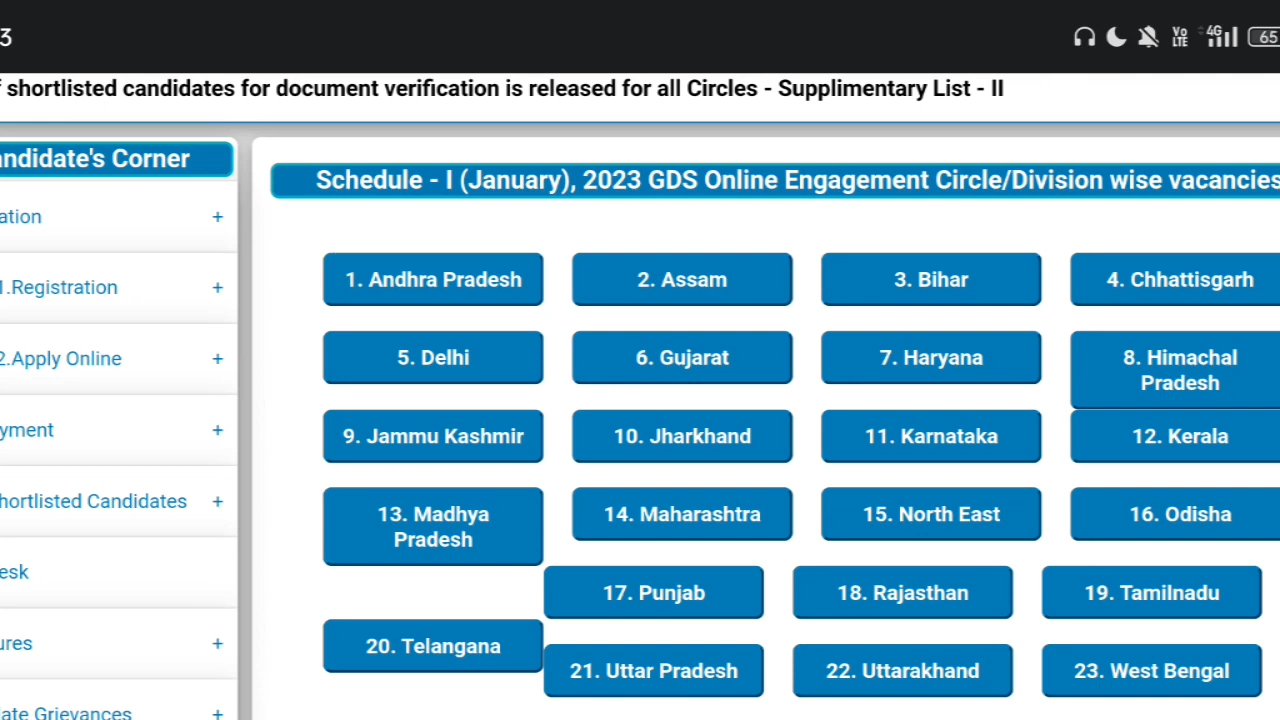 3
VoLTE 4G 65
shortlisted candidates for document verification is released for all Circles - Supplimentary List - II
andidate's Corner
Schedule - I (January), 2023 GDS Online Engagement Circle/Division wise vacancies
ation +
1.Registration +
2.Apply Online +
yment +
hortlisted Candidates +
esk
ures +
ate Grievances +
1. Andhra Pradesh
2. Assam
3. Bihar
4. Chhattisgarh
5. Delhi
6. Gujarat
7. Haryana
8. Himachal
Pradesh
9. Jammu Kashmir
10. Jharkhand
11. Karnataka
12. Kerala
13. Madhya
Pradesh
14. Maharashtra
15. North East
16. Odisha
17. Punjab
18. Rajasthan
19. Tamilnadu
20. Telangana
21. Uttar Pradesh
22. Uttarakhand
23. West Bengal